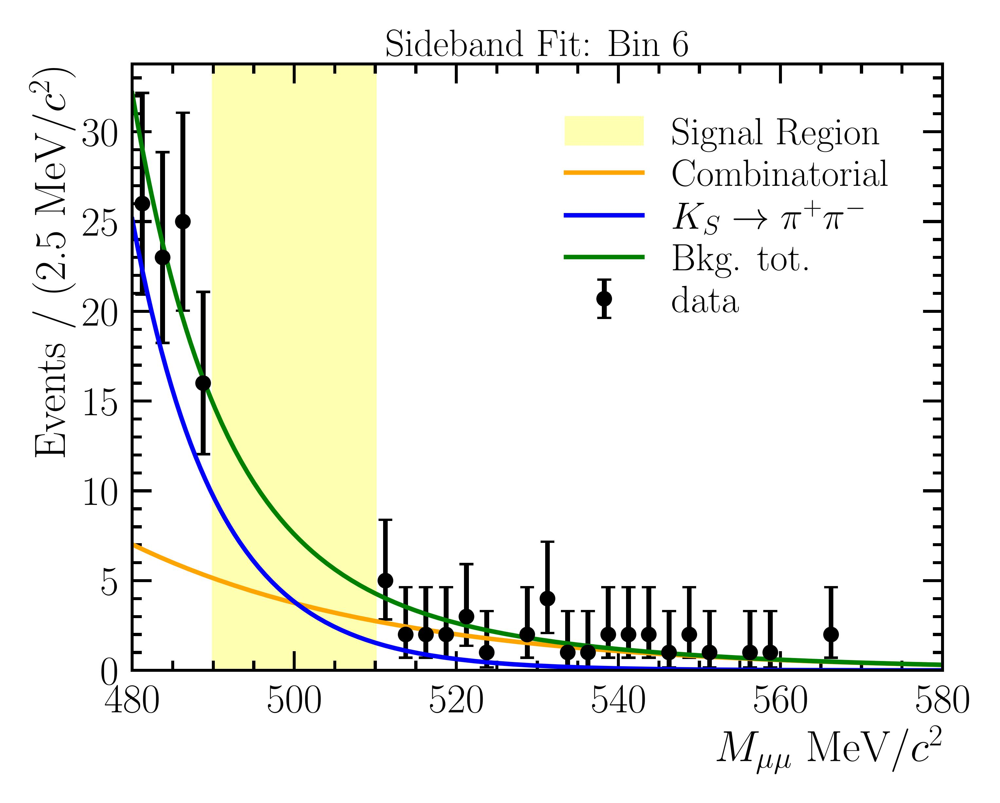 Sideband Fit: Bin 6
Events / (2.5 MeV/c²)
30
25
20
15
10
5
0
Signal Region
Combinatorial
K_S → π⁺π⁻
Bkg. tot.
data
480 500 520 540 560 580
M_μμ MeV/c²